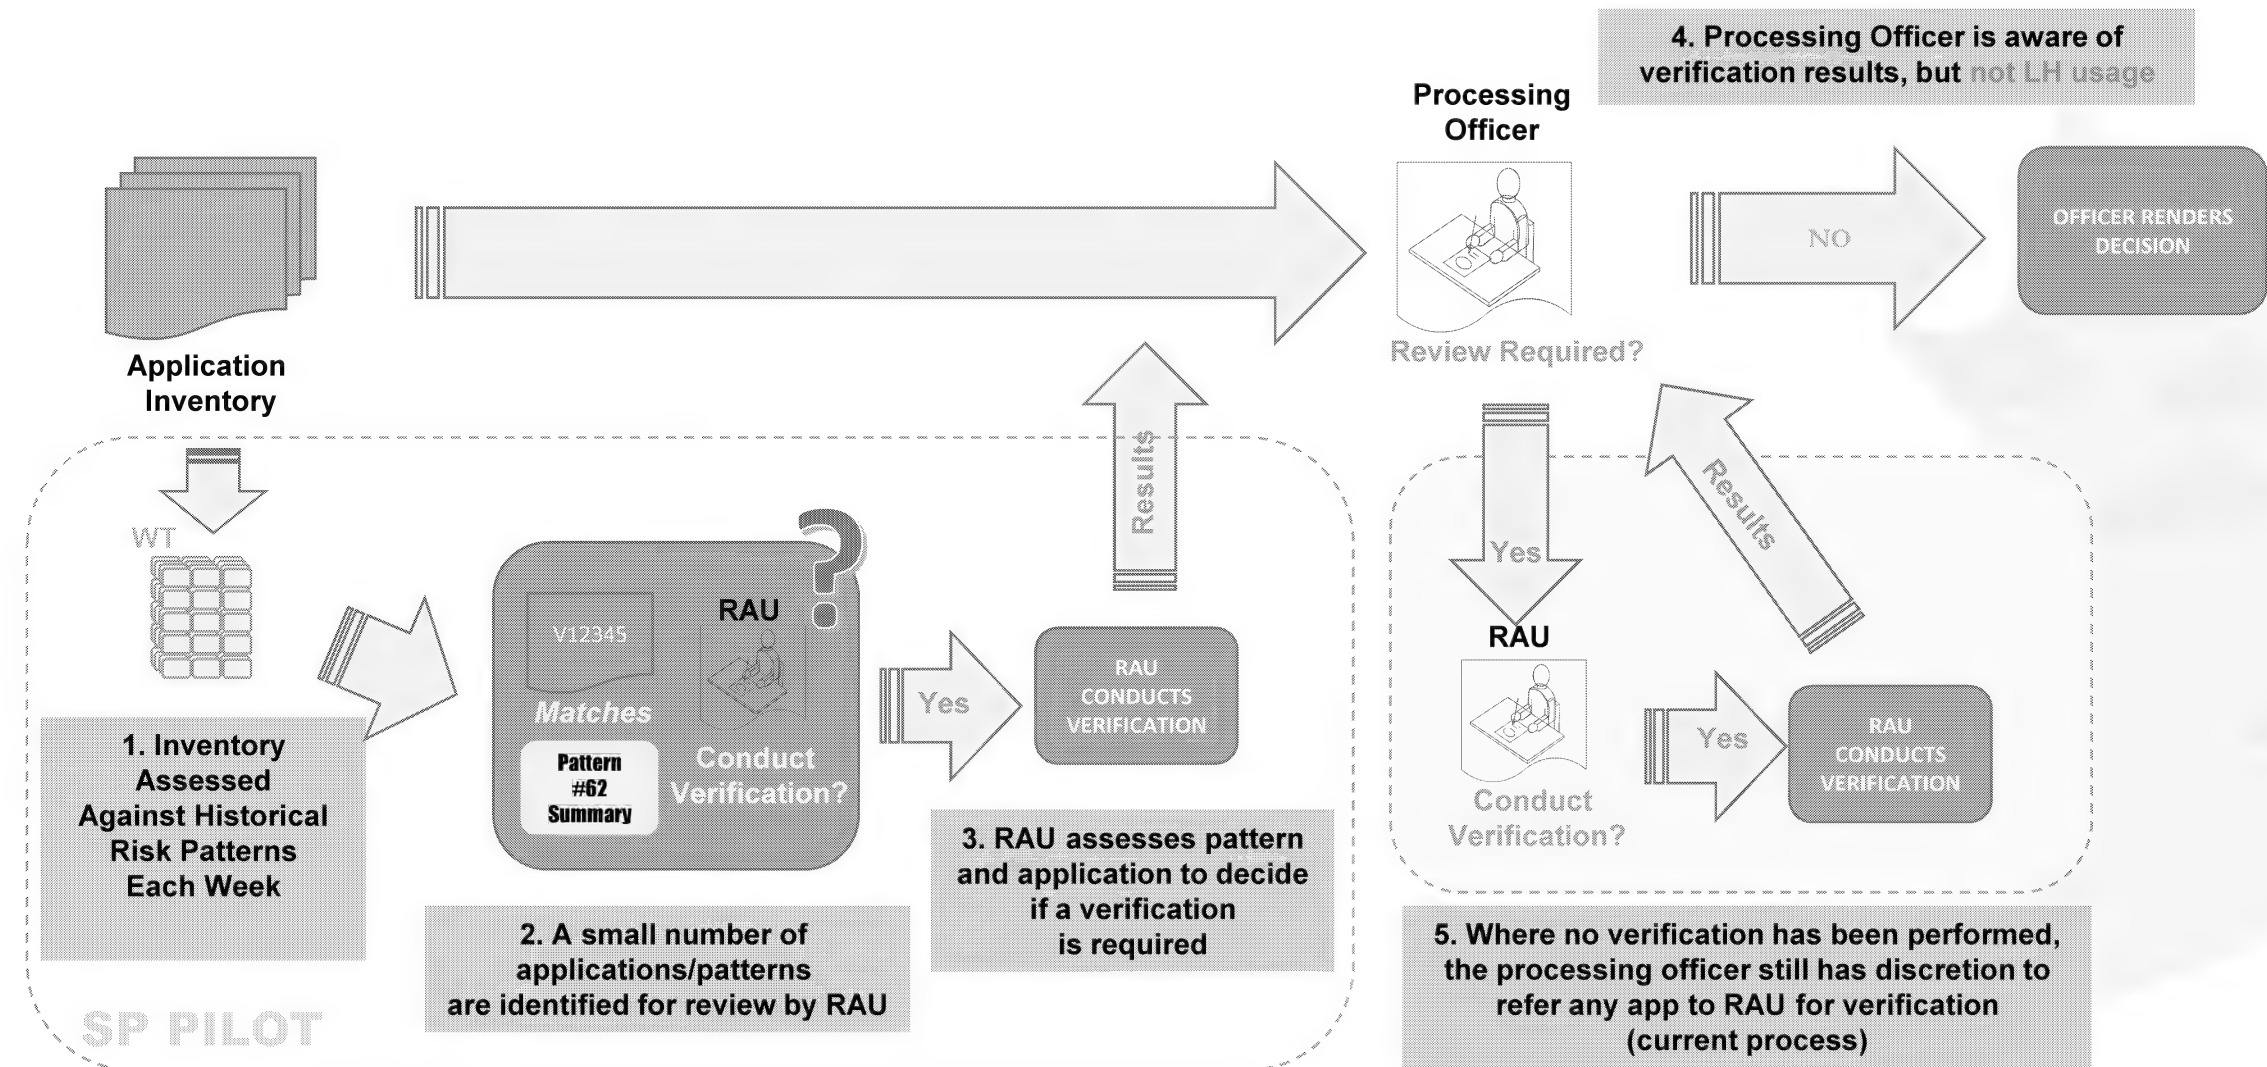 4. Processing Officer is aware of
verification results, but not LH usage
Processing
Officer
NO
OFFICER RENDERS
DECISION
Review Required?
Application
Inventory
Results
Yes
Results
WT
RAU
V12345
Matches
Pattern
#62
Summary
Conduct
Verification?
Yes
RAU
CONDUCTS
VERIFICATION
RAU
Conduct
Verification?
Yes
RAU
CONDUCTS
VERIFICATION
1. Inventory
Assessed
Against Historical
Risk Patterns
Each Week
2. A small number of
applications/patterns
are identified for review by RAU
3. RAU assesses pattern
and application to decide
if a verification
is required
5. Where no verification has been performed,
the processing officer still has discretion to
refer any app to RAU for verification
(current process)
SP PILOT
?